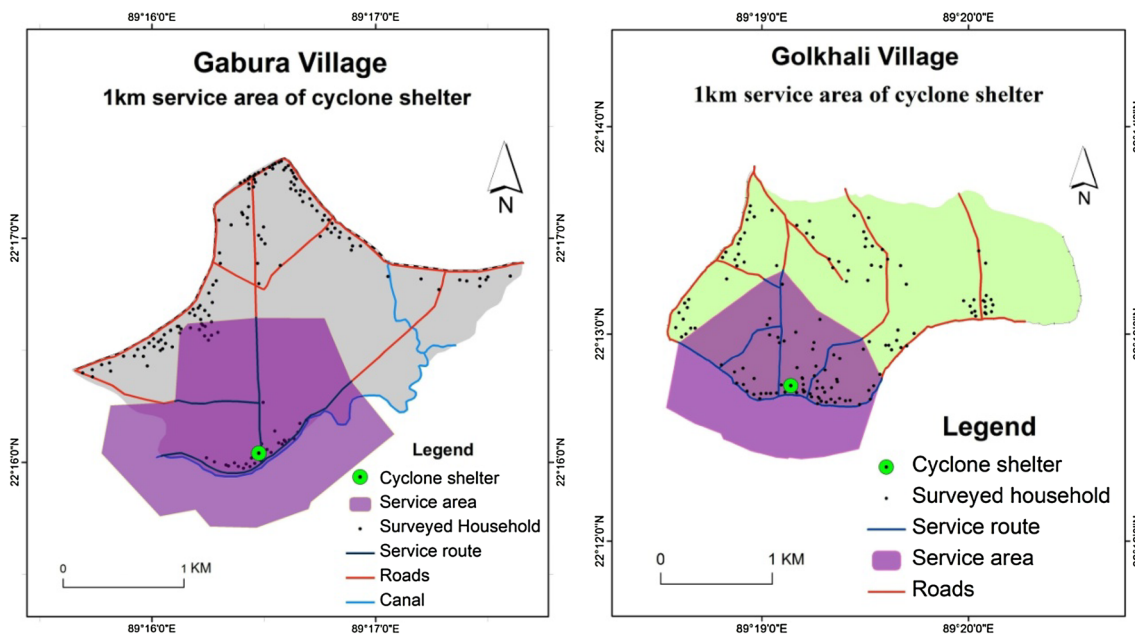 89°16'0"E 89°17'0"E
Gabura Village
1km service area of cyclone shelter
N
22°17'0"N
22°17'0"N
22°16'0"N
22°16'0"N
Legend
Cyclone shelter
Service area
Surveyed Household
Service route
Roads
Canal
0 1 KM
89°16'0"E 89°17'0"E
89°19'0"E 89°20'0"E
Golkhali Village
1km service area of cyclone shelter
N
22°14'0"N
22°13'0"N
22°12'0"N
Legend
Cyclone shelter
Surveyed household
Service route
Service area
Roads
0 1 KM
89°19'0"E 89°20'0"E